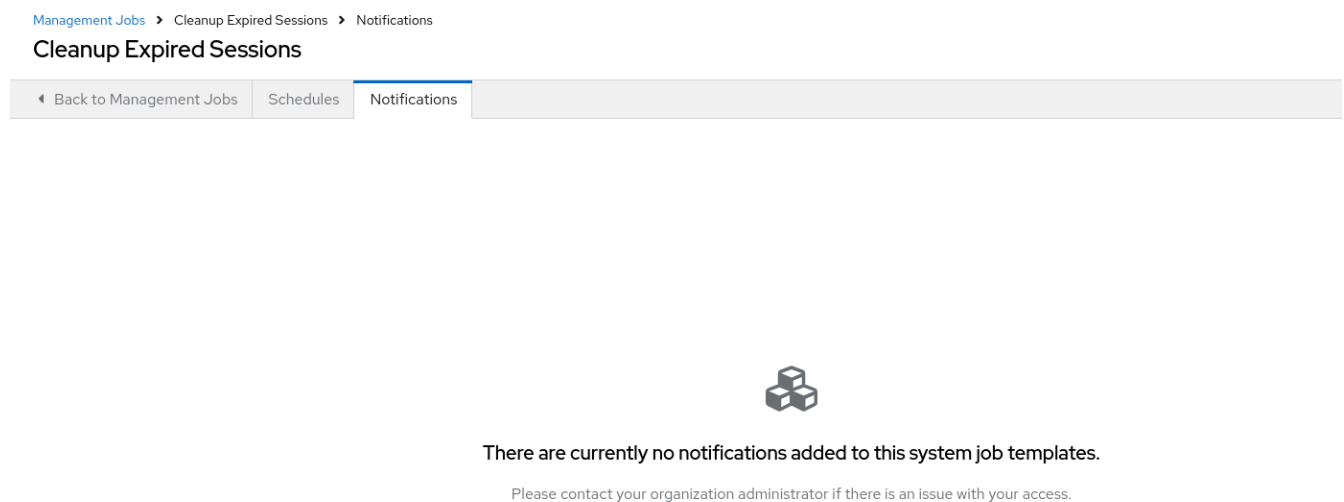 Management Jobs > Cleanup Expired Sessions > Notifications
Cleanup Expired Sessions
Back to Management Jobs Schedules Notifications
There are currently no notifications added to this system job templates.
Please contact your organization administrator if there is an issue with your access.